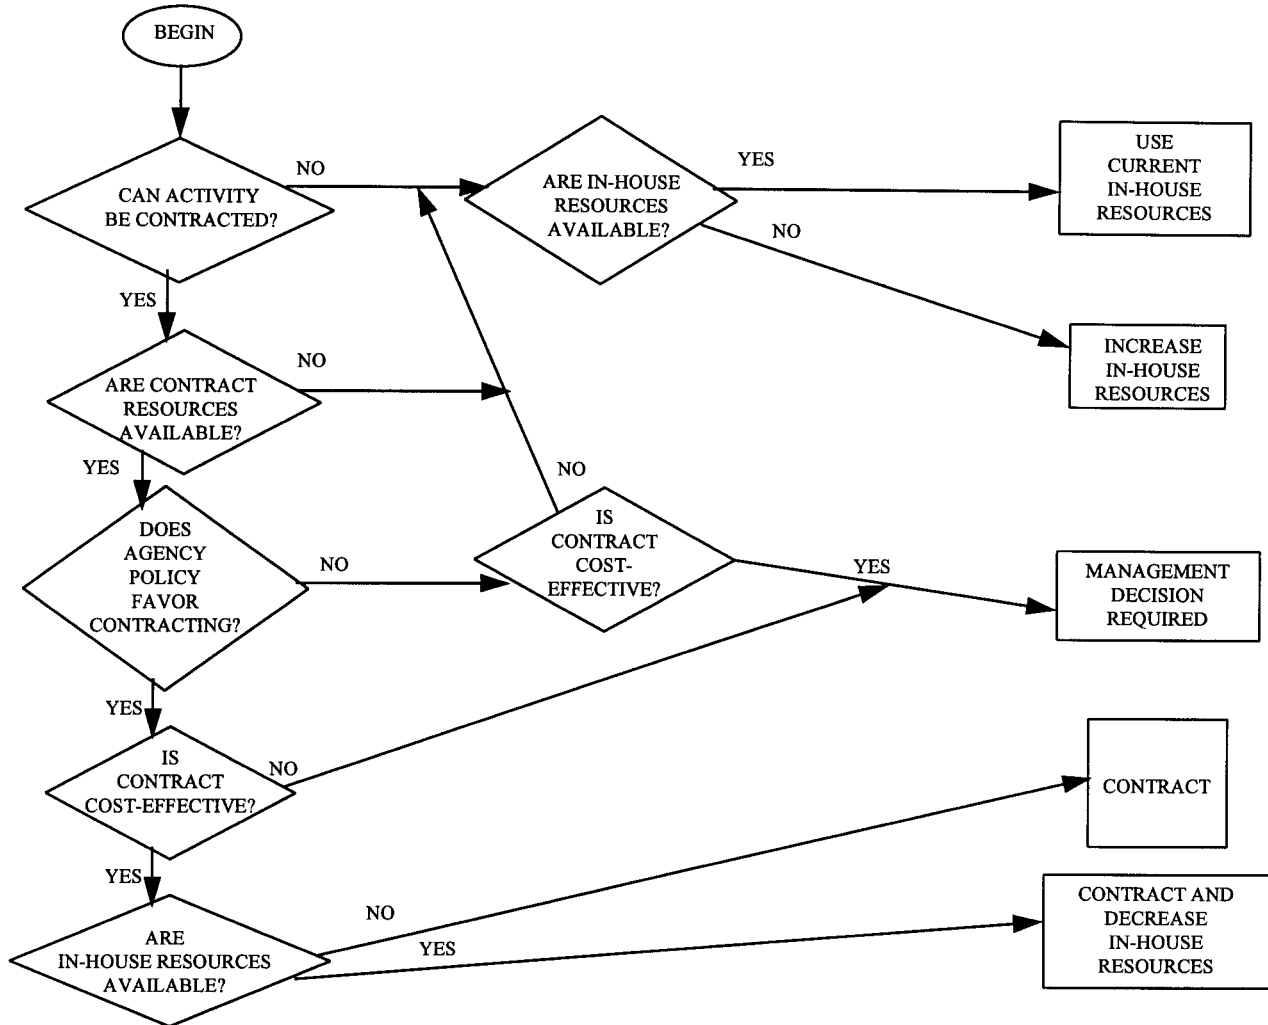 BEGIN
CAN ACTIVITY
BE CONTRACTED?
NO
ARE IN-HOUSE
RESOURCES
AVAILABLE?
YES
USE
CURRENT
IN-HOUSE
RESOURCES
NO
YES
INCREASE
IN-HOUSE
RESOURCES
ARE CONTRACT
RESOURCES
AVAILABLE?
NO
YES
DOES
AGENCY
POLICY
FAVOR
CONTRACTING?
NO
NO
IS
CONTRACT
COST-
EFFECTIVE?
YES
MANAGEMENT
DECISION
REQUIRED
YES
IS
CONTRACT
COST-EFFECTIVE?
NO
CONTRACT
YES
ARE
IN-HOUSE RESOURCES
AVAILABLE?
NO
YES
CONTRACT AND
DECREASE
IN-HOUSE
RESOURCES